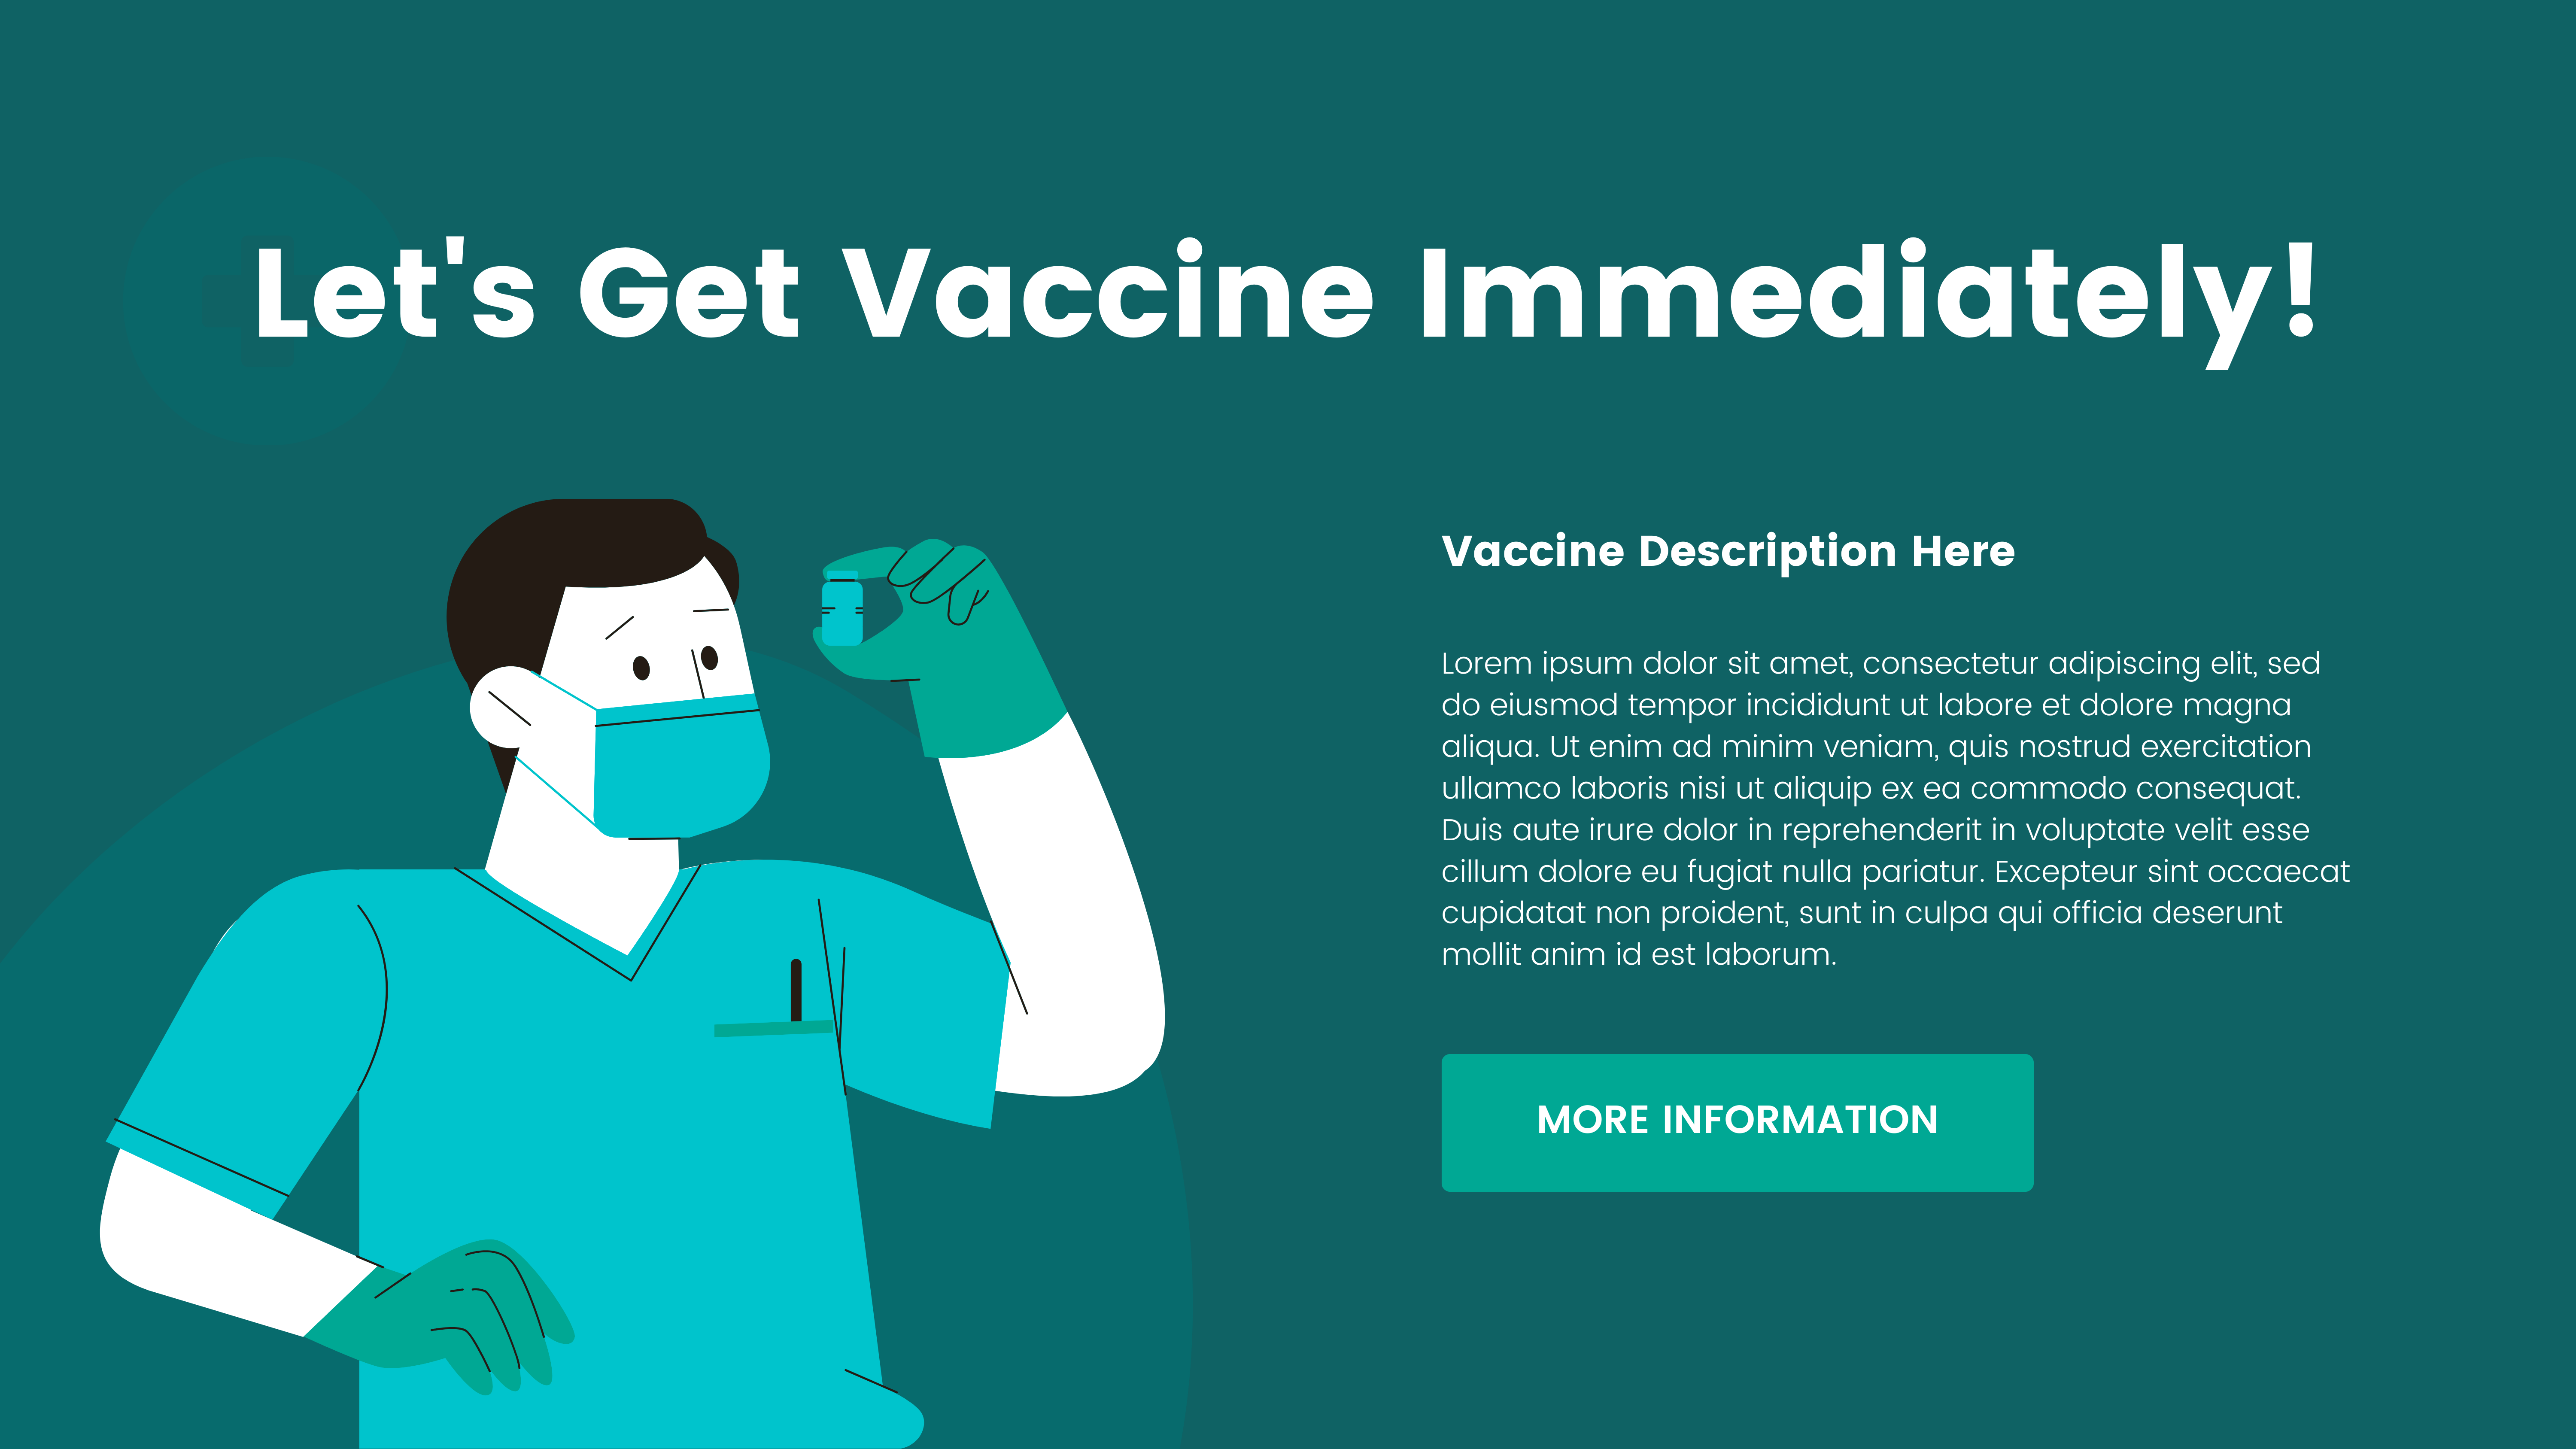 Let's Get Vaccine Immediately!
Vaccine Description Here
Lorem ipsum dolor sit amet, consectetur adipiscing elit, sed
do eiusmod tempor incididunt ut labore et dolore magna
aliqua. Ut enim ad minim veniam, quis nostrud exercitation
ullamco laboris nisi ut aliquip ex ea commodo consequat.
Duis aute irure dolor in reprehenderit in voluptate velit esse
cillum dolore eu fugiat nulla pariatur. Excepteur sint occaecat
cupidatat non proident, sunt in culpa qui officia deserunt
mollit anim id est laborum.
MORE INFORMATION